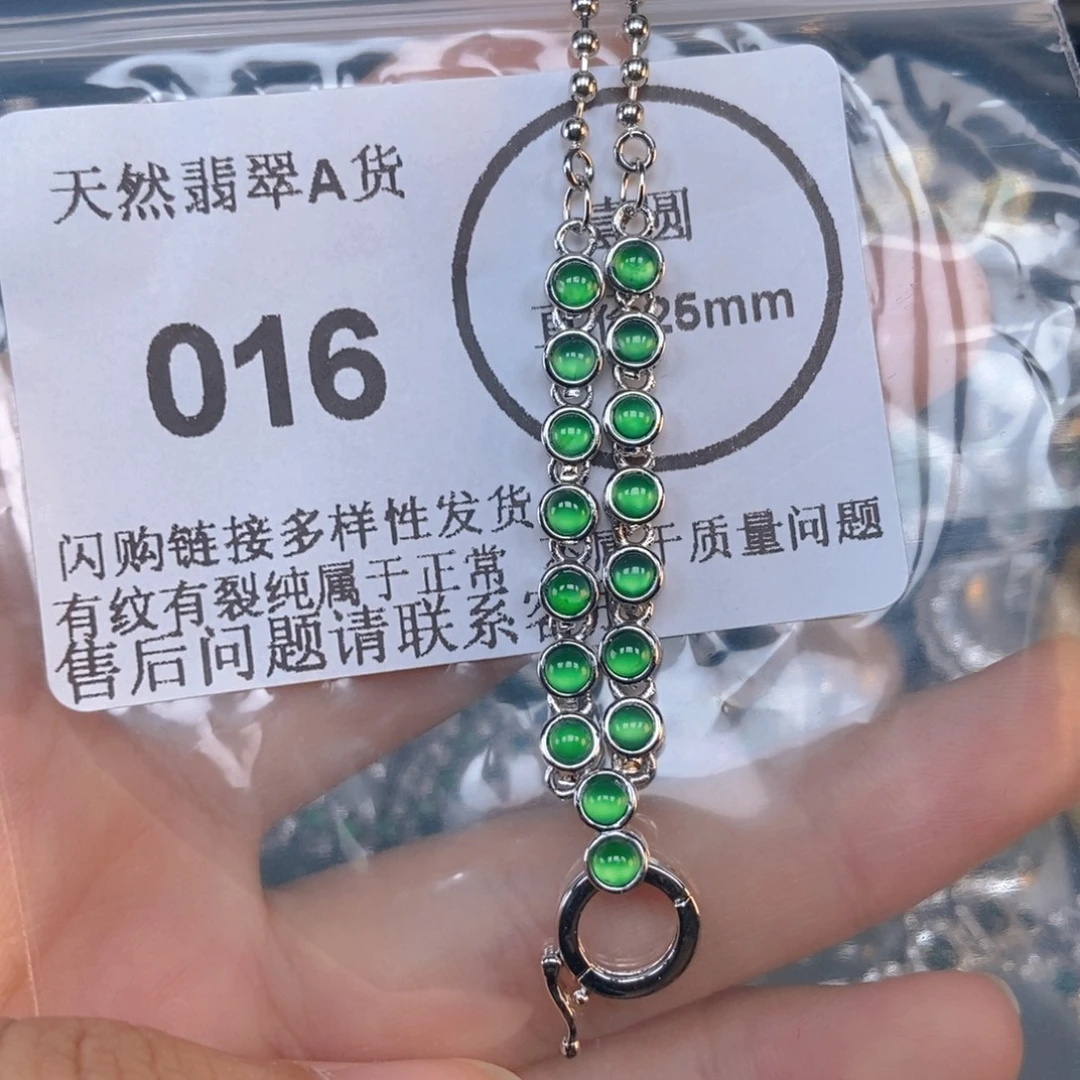 天然翡翠A货
圆
016
25mm
闪购链接多样性发货
于质量问题
有纹有裂纯属于正常
售后问题请联系